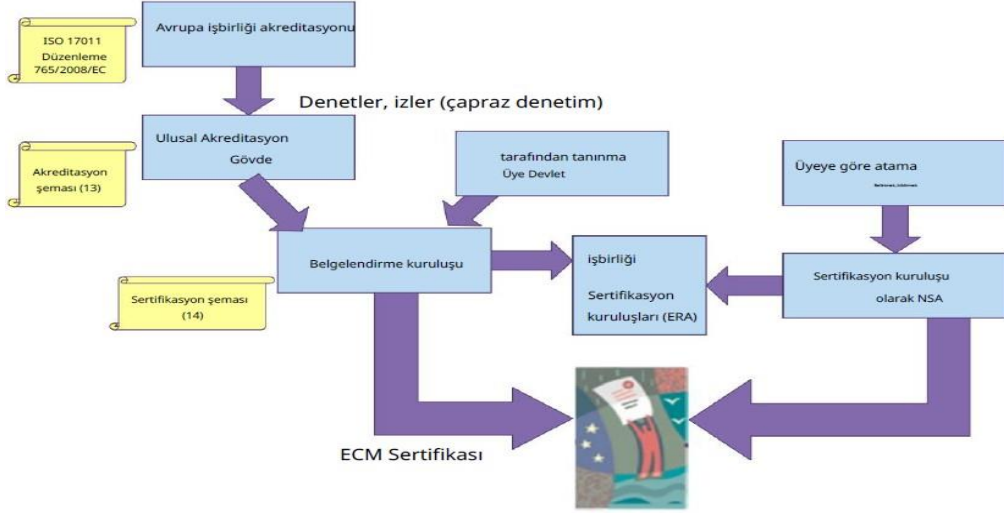 Avrupa işbirliği akreditasyonu
ISO 17011
Düzenleme
765/2008/EC
Denetler, izler (çapraz denetim)
Ulusal Akreditasyon
Gövde
Akreditasyon
şeması (13)
tarafından tanınma
Üye Devlet
Üyeye göre atama
Belgelendirme kuruluşu
işbirliği
Sertifikasyon
kuruluşları (ERA)
Sertifikasyon kuruluşu
olarak NSA
Sertifikasyon şeması
(14)
ECM Sertifikası